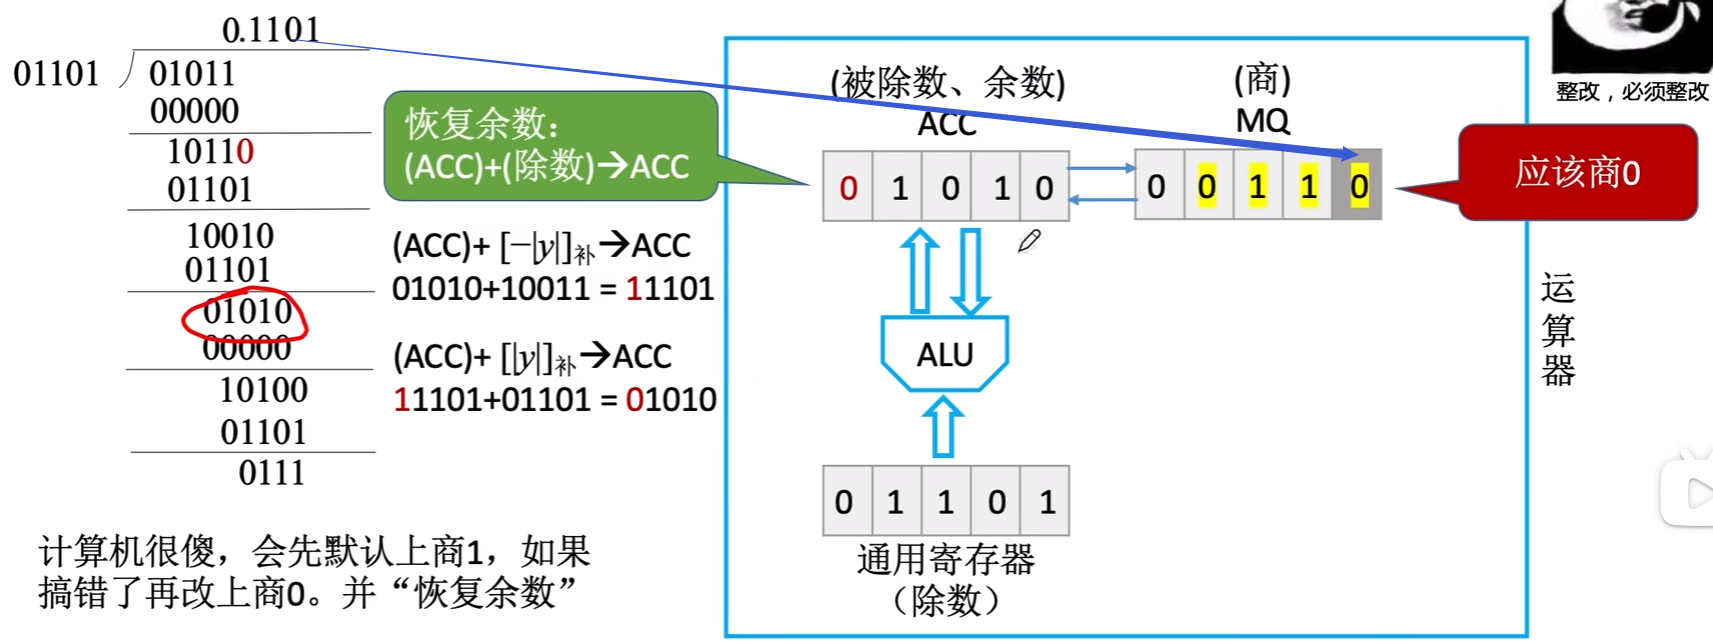 0.1101
01101
01011
00000
10110
01101
10010
01101
01010
00000
10100
01101
0111
计算机很傻，会先默认上商1，如果
搞错了再改上商0。并“恢复余数”
恢复余数：
(ACC)+(除数)→ACC
(ACC)+ [−|y|]补→ACC
01010+10011 = 11101
(ACC)+ [|y|]补→ACC
11101+01101 = 01010
(被除数、余数)
ACC
(商)
MQ
0 1 0 1 0
0 0 1 1 0
应该商0
ALU
0 1 1 0 1
通用寄存器
（除数）
运算器
整改，必须整改